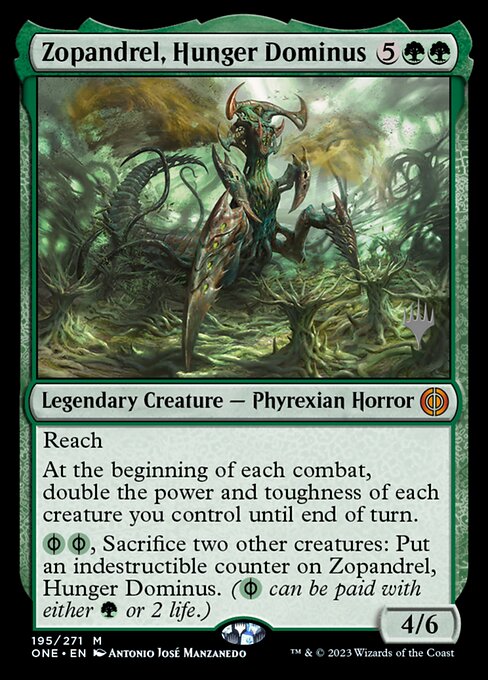 Zopandrel, Hunger Dominus 5
Legendary Creature — Phyrexian Horror
Reach
At the beginning of each combat,
double the power and toughness of each
creature you control until end of turn.
, Sacrifice two other creatures: Put
an indestructible counter on Zopandrel,
Hunger Dominus. ( can be paid with
either or 2 life.)
4/6
195/271 M
ONE • EN Antonio José Manzanedo
™ & © 2023 Wizards of the Coast